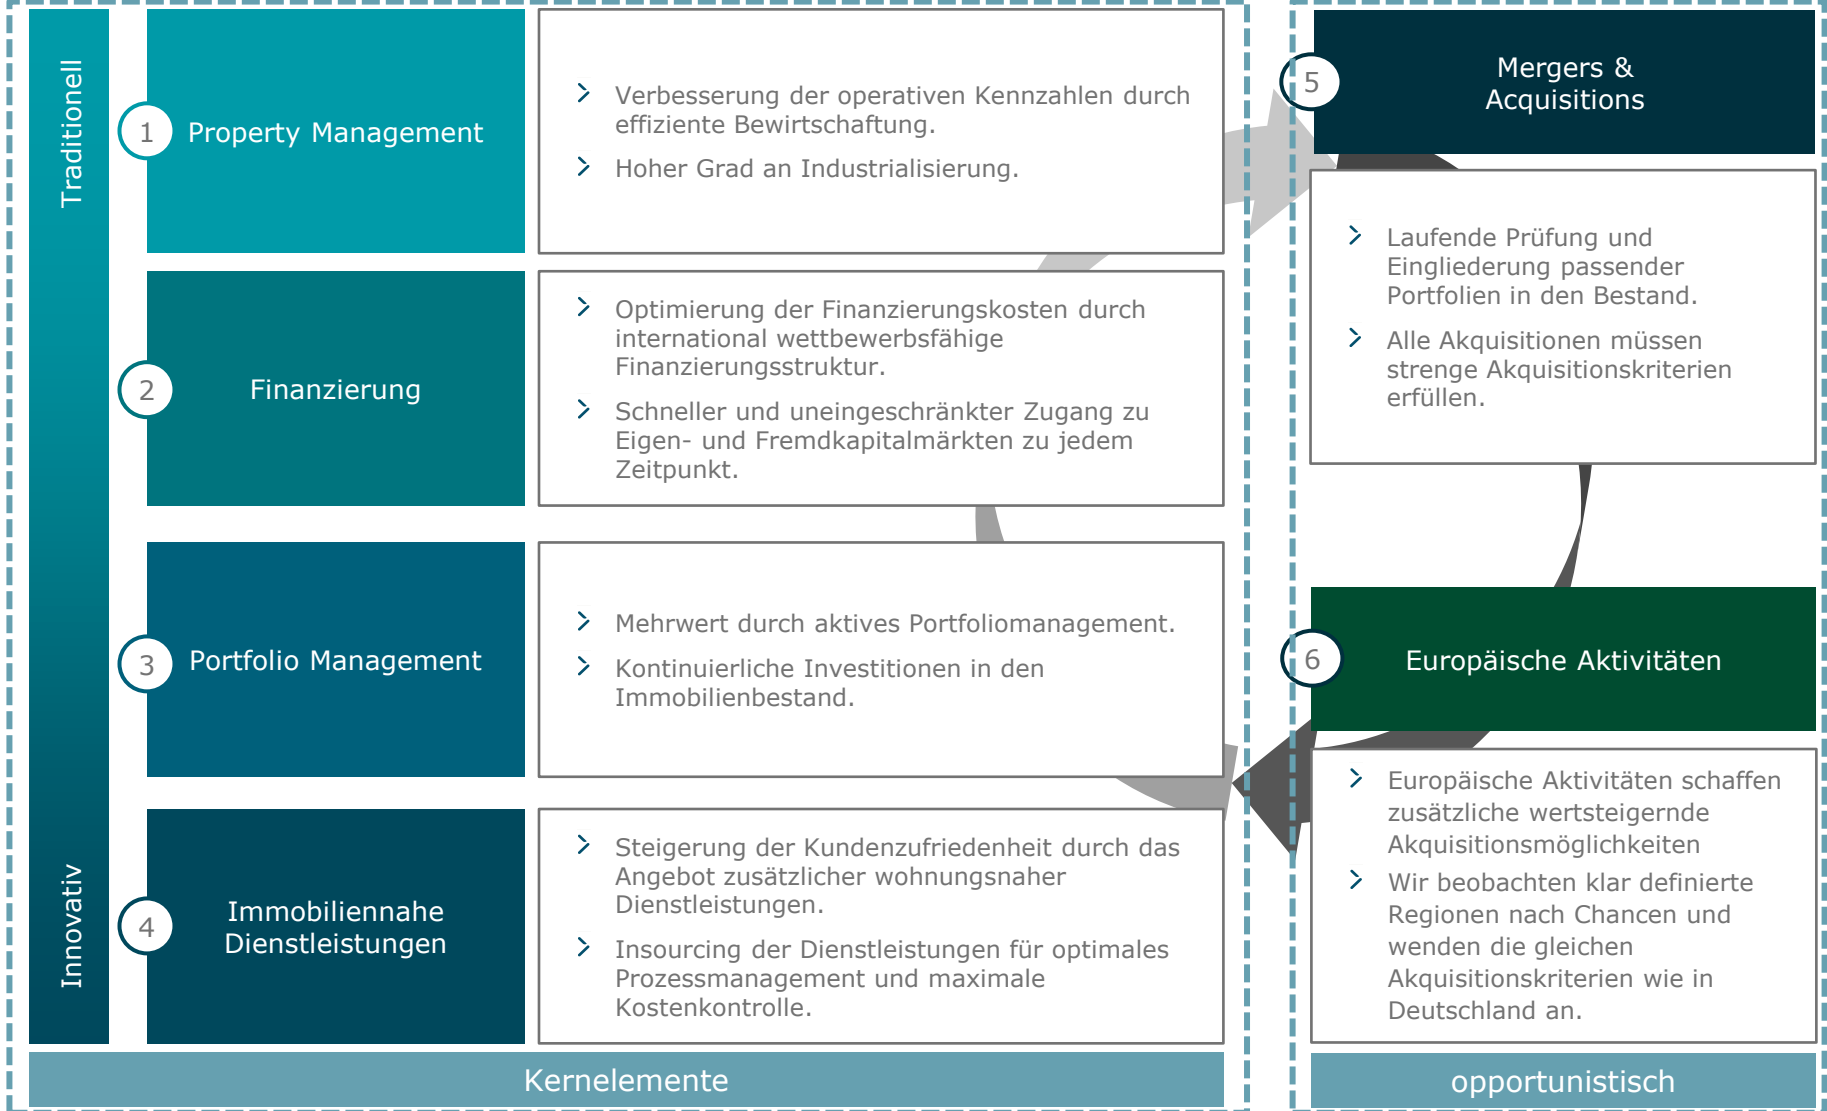 Traditionell
Innovativ
1
Property Management
Verbesserung der operativen Kennzahlen durch
effiziente Bewirtschaftung.
Hoher Grad an Industrialisierung.
2
Finanzierung
Optimierung der Finanzierungskosten durch
international wettbewerbsfähige
Finanzierungsstruktur.
Schneller und uneingeschränkter Zugang zu
Eigen- und Fremdkapitalmärkten zu jedem
Zeitpunkt.
3
Portfolio Management
Mehrwert durch aktives Portfoliomanagement.
Kontinuierliche Investitionen in den
Immobilienbestand.
4
Immobiliennahe
Dienstleistungen
Steigerung der Kundenzufriedenheit durch das
Angebot zusätzlicher wohnungsnaher
Dienstleistungen.
Insourcing der Dienstleistungen für optimales
Prozessmanagement und maximale
Kostenkontrolle.
Kernelemente
5
Mergers &
Acquisitions
Laufende Prüfung und
Eingliederung passender
Portfolien in den Bestand.
Alle Akquisitionen müssen
strenge Akquisitionskriterien
erfüllen.
6
Europäische Aktivitäten
Europäische Aktivitäten schaffen
zusätzliche wertsteigernde
Akquisitionsmöglichkeiten
Wir beobachten klar definierte
Regionen nach Chancen und
wenden die gleichen
Akquisitionskriterien wie in
Deutschland an.
opportunistisch